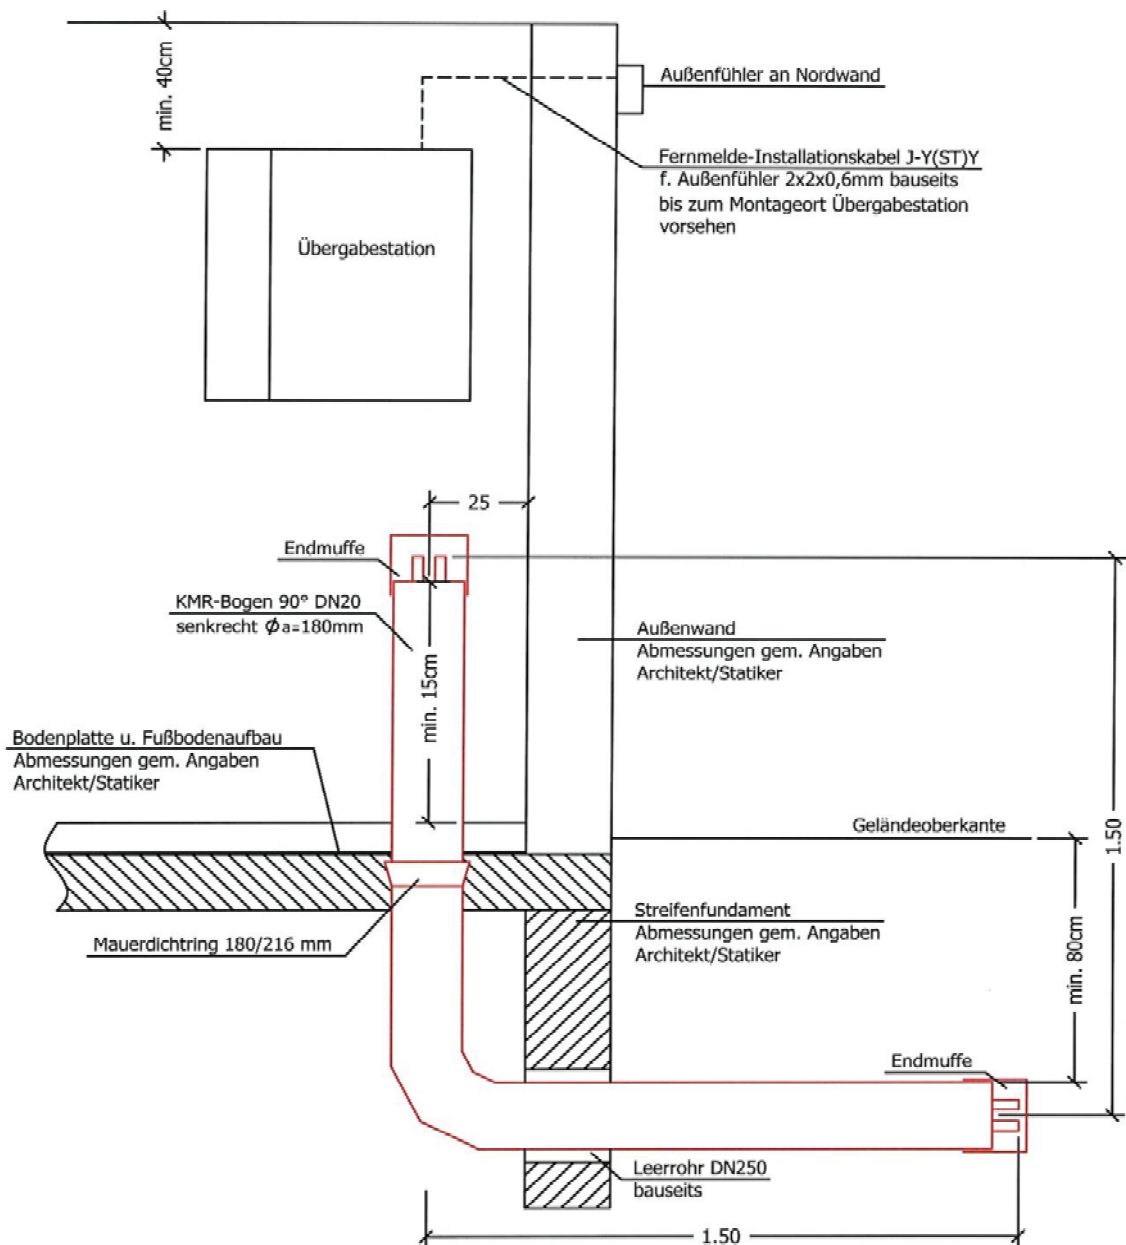 min. 40cm
Außenfühler an Nordwand
Fernmelde-Installationskabel J-Y(ST)Y
f. Außenfühler 2x2x0,6mm bauseits
bis zum Montageort Übergabestation
vorsehen
Übergabestation
25
Endmuffe
KMR-Bogen 90° DN20
senkrecht ϕa=180mm
min. 15cm
Außenwand
Abmessungen gem. Angaben
Architekt/Statiker
Bodenplatte u. Fußbodenaufbau
Abmessungen gem. Angaben
Architekt/Statiker
Geländeoberkante
1.50
Streifenfundament
Abmessungen gem. Angaben
Architekt/Statiker
Mauerdichtring 180/216 mm
min. 80cm
Endmuffe
Leerrohr DN250
bauseits
1.50